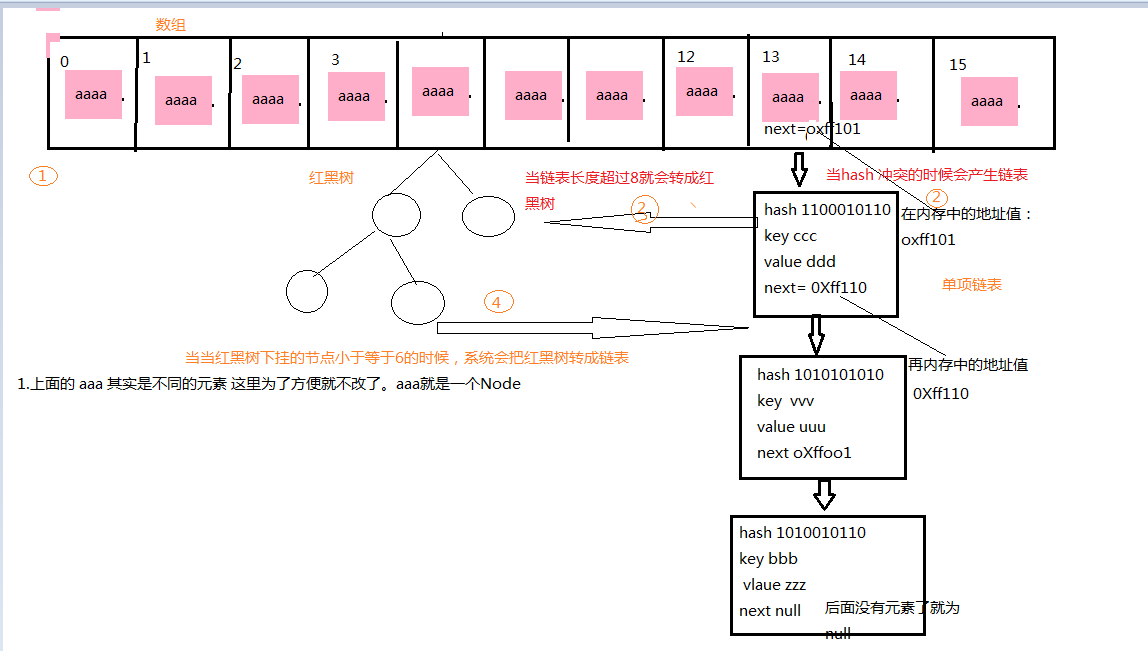 数组
0
1
2
3
12
13
14
15
aaaa
aaaa
aaaa
aaaa
aaaa
aaaa
aaaa
aaaa
aaaa
aaaa
aaaa
next=oxff101
1
红黑树
当链表长度超过8就会转成红
黑树
当hash 冲突的时候会产生链表
2
2
hash 1100010110
key ccc
value ddd
next= 0Xff110
在内存中的地址值：
oxff101
单项链表
4
当当红黑树下挂的节点小于等于6的时候，系统会把红黑树转成链表
1.上面的 aaa 其实是不同的元素 这里为了方便就不改了。aaa就是一个Node
hash 1010101010
key vvv
value uuu
next oXffoo1
再内存中的地址值
0Xff110
hash 1010010110
key bbb
vlaue zzz
next null
后面没有元素了就为
null